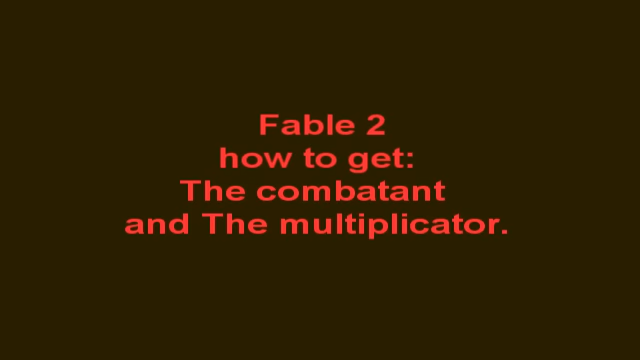 Fable 2
how to get:
The combatant
and The multiplicator.